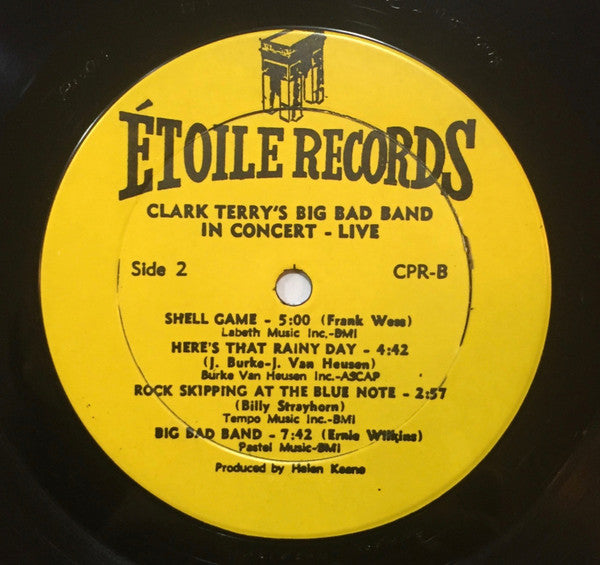 ÉTOILE RECORDS
CLARK TERRY'S BIG BAD BAND
IN CONCERT - LIVE
Side 2 CPR-B
SHELL GAME - 5:00 (Frank Wess)
Labeth Music Inc.-BMI
HERE'S THAT RAINY DAY - 4:42
(J. Burke-J. Van Heusen)
Burke Van Heusen Inc.-ASCAP
ROCK SKIPPING AT THE BLUE NOTE - 2:57
(Billy Strayhorn)
Tempo Music Inc.-BMI
BIG BAD BAND - 7:42 (Ernie Wilkins)
Pastel Music-BMI
Produced by Helen Keane